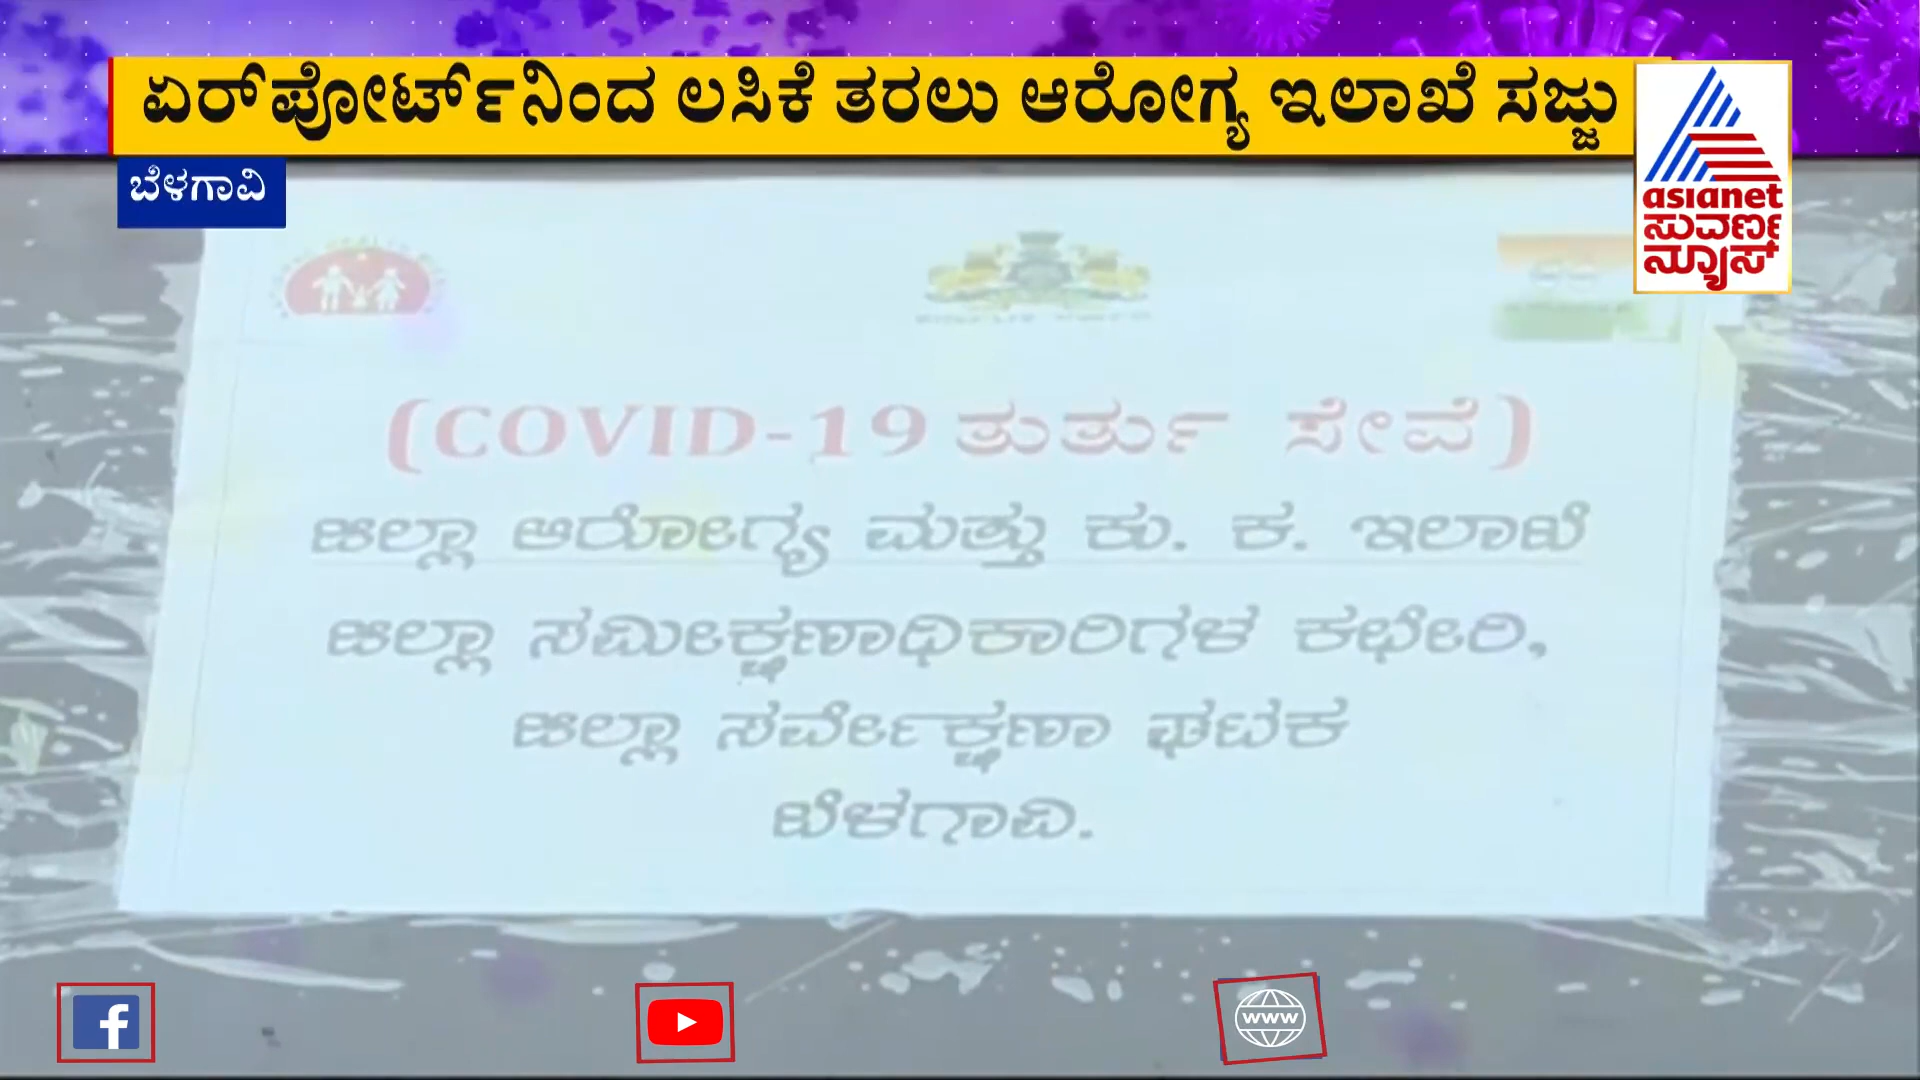 ಏರ್‌ಪೋರ್ಟ್‌ನಿಂದ ಲಸಿಕೆ ತರಲು ಆರೋಗ್ಯ ಇಲಾಖೆ ಸಜ್ಜು
ಬೆಳಗಾವಿ
asianet
ಸುವರ್ಣ
ನ್ಯೂಸ್
(COVID-19 ತುರ್ತು ಸೇವೆ)
ಜಿಲ್ಲಾ ಆರೋಗ್ಯ ಮತ್ತು ಕು. ಕ. ಇಲಾಖೆ
ಜಿಲ್ಲಾ ಸಮೀಕ್ಷಣಾಧಿಕಾರಿಗಳ ಕಛೇರಿ,
ಜಿಲ್ಲಾ ಸರ್ವೇಕ್ಷಣಾ ಘಟಕ
ಬೆಳಗಾವಿ.
www